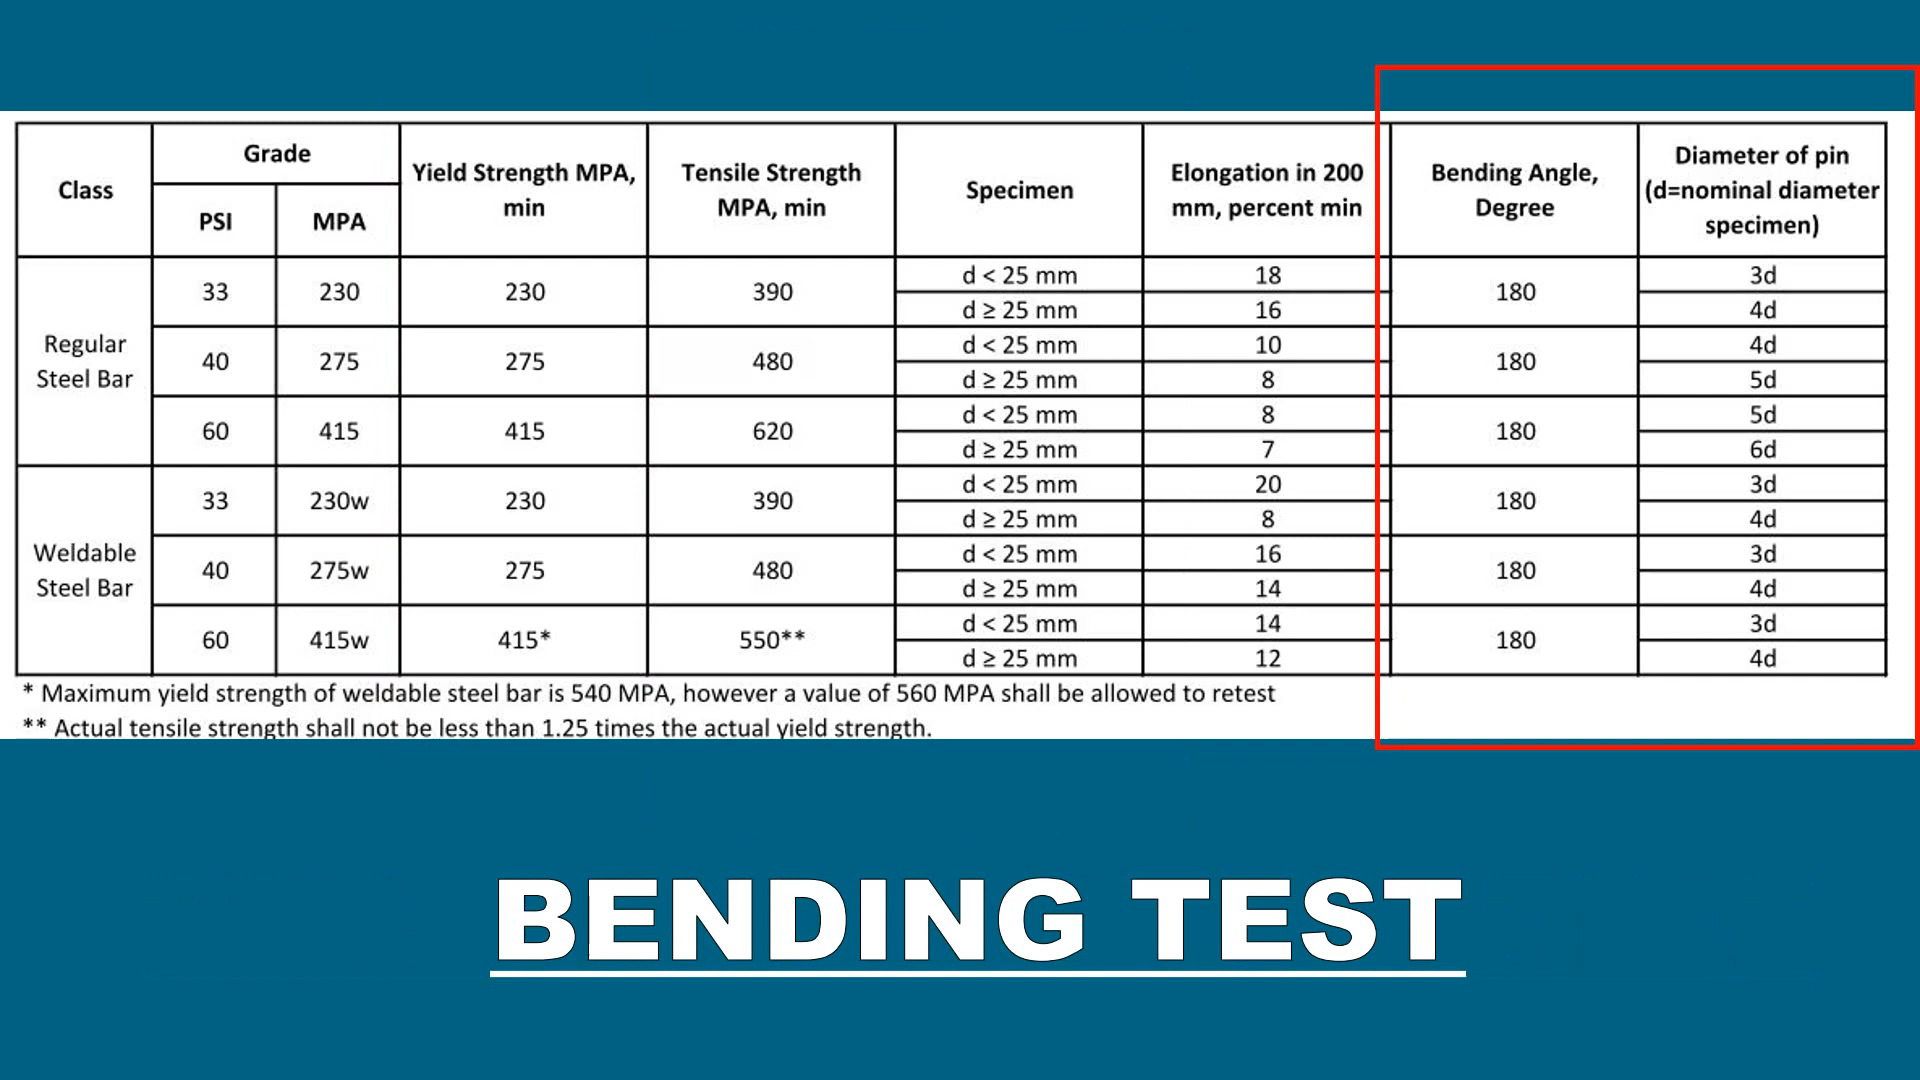 Class
Grade
PSI
MPA
Yield Strength MPA,
min
Tensile Strength
MPA, min
Specimen
Elongation in 200
mm, percent min
Bending Angle,
Degree
Diameter of pin
(d=nominal diameter
specimen)
Regular
Steel Bar
33 230 230 390 d < 25 mm 18 180 3d
d ≥ 25 mm 16 4d
40 275 275 480 d < 25 mm 10 180 4d
d ≥ 25 mm 8 5d
60 415 415 620 d < 25 mm 8 180 5d
d ≥ 25 mm 7 6d
Weldable
Steel Bar
33 230w 230 390 d < 25 mm 20 180 3d
d ≥ 25 mm 8 4d
40 275w 275 480 d < 25 mm 16 180 3d
d ≥ 25 mm 14 4d
60 415w 415* 550** d < 25 mm 14 180 3d
d ≥ 25 mm 12 4d
* Maximum yield strength of weldable steel bar is 540 MPA, however a value of 560 MPA shall be allowed to retest
** Actual tensile strength shall not be less than 1.25 times the actual yield strength.
BENDING TEST